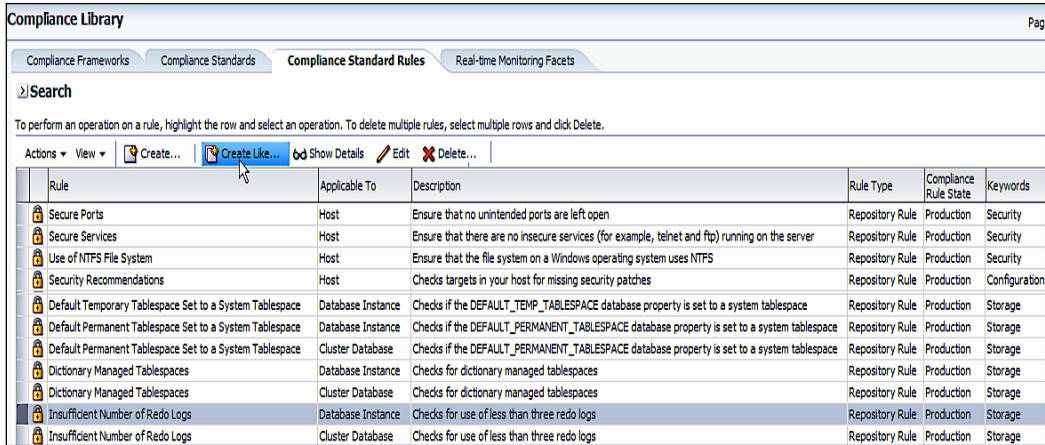 Compliance Library
Pag
Compliance Frameworks Compliance Standards Compliance Standard Rules Real-time Monitoring Facets
Search
To perform an operation on a rule, highlight the row and select an operation. To delete multiple rules, select multiple rows and click Delete.
Actions View Create... Create Like... Show Details Edit Delete...
Rule Applicable To Description Rule Type Compliance Rule State Keywords
Secure Ports Host Ensure that no unintended ports are left open Repository Rule Production Security
Secure Services Host Ensure that there are no insecure services (for example, telnet and ftp) running on the server Repository Rule Production Security
Use of NTFS File System Host Ensure that the file system on a Windows operating system uses NTFS Repository Rule Production Security
Security Recommendations Host Checks targets in your host for missing security patches Repository Rule Production Configuration
Default Temporary Tablespace Set to a System Tablespace Database Instance Checks if the DEFAULT_TEMP_TABLESPACE database property is set to a system tablespace Repository Rule Production Storage
Default Permanent Tablespace Set to a System Tablespace Database Instance Checks if the DEFAULT_PERMANENT_TABLESPACE database property is set to a system tablespace Repository Rule Production Storage
Default Permanent Tablespace Set to a System Tablespace Cluster Database Checks if the DEFAULT_PERMANENT_TABLESPACE database property is set to a system tablespace Repository Rule Production Storage
Dictionary Managed Tablespaces Database Instance Checks for dictionary managed tablespaces Repository Rule Production Storage
Dictionary Managed Tablespaces Cluster Database Checks for dictionary managed tablespaces Repository Rule Production Storage
Insufficient Number of Redo Logs Database Instance Checks for use of less than three redo logs Repository Rule Production Storage
Insufficient Number of Redo Logs Cluster Database Checks for use of less than three redo logs Repository Rule Production Storage